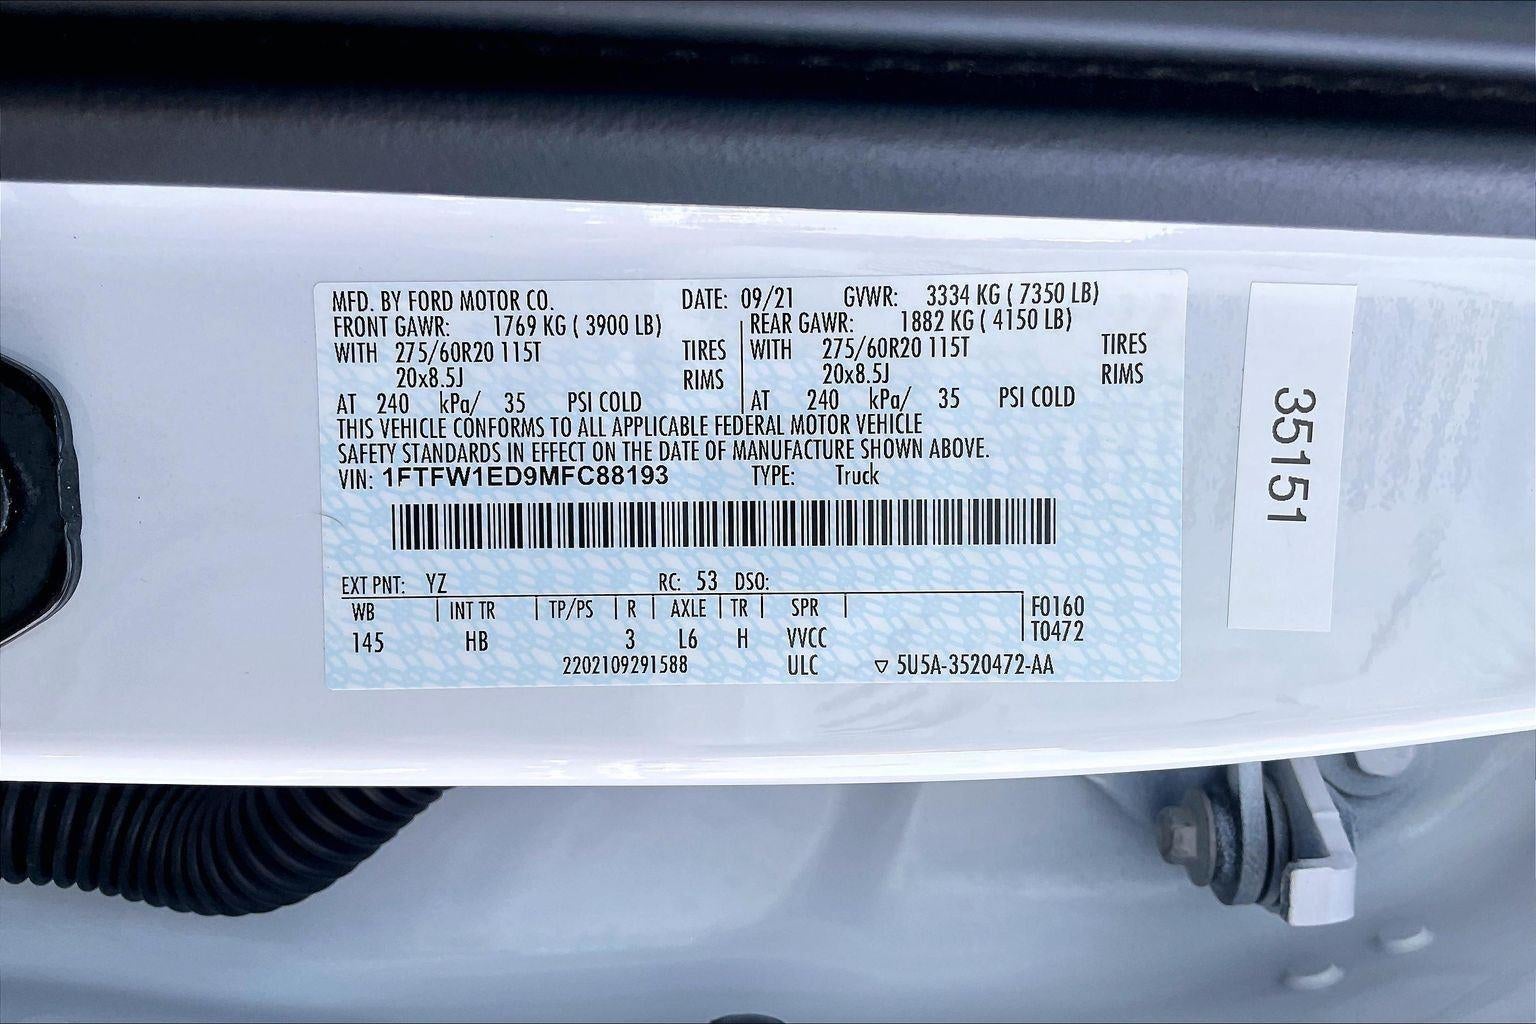 MFD. BY FORD MOTOR CO. DATE: 09/21 GVWR: 3334 KG ( 7350 LB)
FRONT GAWR: 1769 KG ( 3900 LB) REAR GAWR: 1882 KG ( 4150 LB)
WITH 275/60R20 115T TIRES WITH 275/60R20 115T TIRES
20x8.5J RIMS 20x8.5J RIMS
AT 240 kPa/ 35 PSI COLD AT 240 kPa/ 35 PSI COLD
THIS VEHICLE CONFORMS TO ALL APPLICABLE FEDERAL MOTOR VEHICLE
SAFETY STANDARDS IN EFFECT ON THE DATE OF MANUFACTURE SHOWN ABOVE.
VIN: 1FTFW1ED9MFC88193 TYPE: Truck
EXT PNT: YZ RC: 53 DSO:
WB INT TR TP/PS R AXLE TR SPR F0160
145 HB 3 L6 H VVCC T0472
2202109291588 ULC ▽ 5U5A-3520472-AA
35151